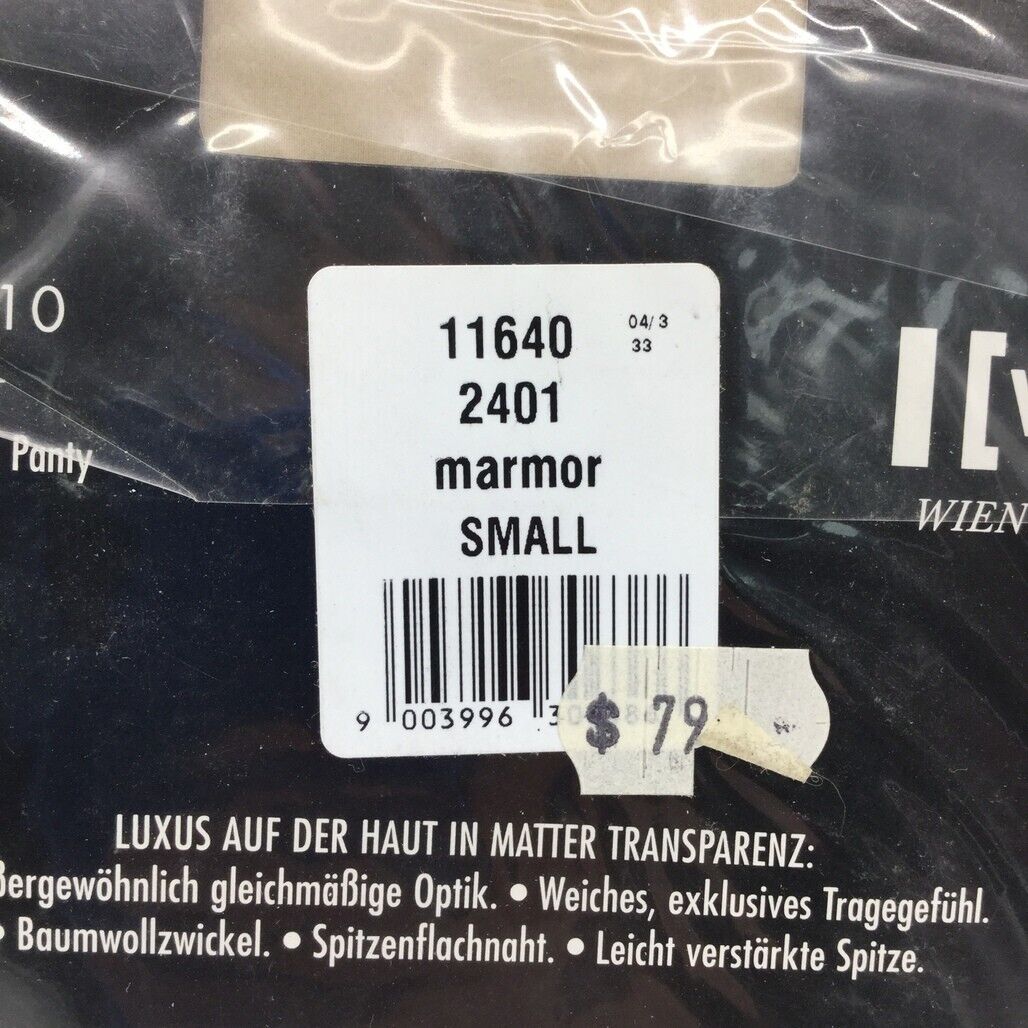 10
Panty
11640
04/ 3
33
2401
marmor
SMALL
9 003996
$ 79
WIEN
LUXUS AUF DER HAUT IN MATTER TRANSPARENZ:
ßergewöhnlich gleichmäßige Optik. • Weiches, exklusives Tragegefühl.
• Baumwollzwickel. • Spitzenflachnaht. • Leicht verstärkte Spitze.